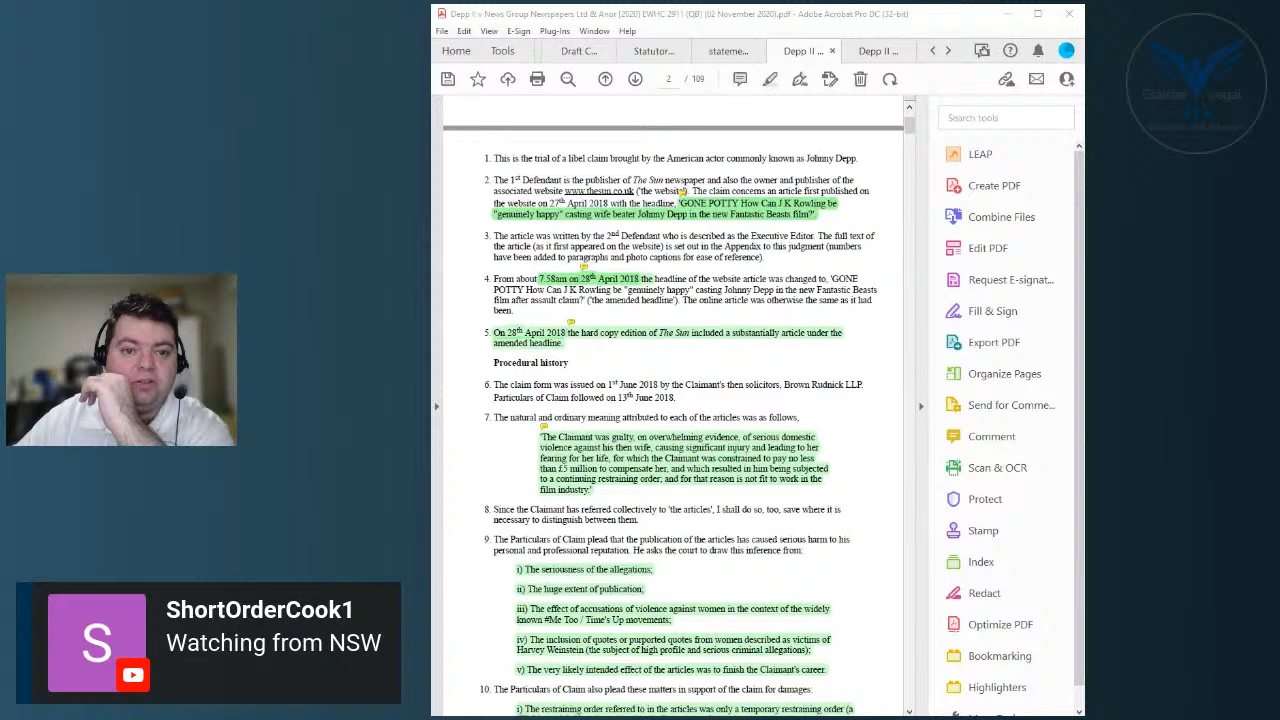 Depp II v News Group Newspapers Ltd & Anor [2020] EWHC 2911 (QB) (02 November 2020).pdf - Adobe Acrobat Pro DC (32-bit)
File Edit View E-Sign Plug-Ins Window Help
Home Tools Draft C... Statutor... stateme... Depp II ... × Depp II ...
2 / 109
1. This is the trial of a libel claim brought by the American actor commonly known as Johnny Depp.
2. The 1st Defendant is the publisher of The Sun newspaper and also the owner and publisher of the
associated website www.thesun.co.uk ('the website'). The claim concerns an article first published on
the website on 27th April 2018 with the headline, 'GONE POTTY How Can J K Rowling be
"genuinely happy" casting wife beater Johnny Depp in the new Fantastic Beasts film?'
3. The article was written by the 2nd Defendant who is described as the Executive Editor. The full text of
the article (as it first appeared on the website) is set out in the Appendix to this judgment (numbers
have been added to paragraphs and photo captions for ease of reference).
4. From about 7.58am on 28th April 2018 the headline of the website article was changed to, 'GONE
POTTY How Can J K Rowling be "genuinely happy" casting Johnny Depp in the new Fantastic Beasts
film after assault claim?' ('the amended headline'). The online article was otherwise the same as it had
been.
5. On 28th April 2018 the hard copy edition of The Sun included a substantially article under the
amended headline.
Procedural history
6. The claim form was issued on 1st June 2018 by the Claimant's then solicitors, Brown Rudnick LLP.
Particulars of Claim followed on 13th June 2018.
7. The natural and ordinary meaning attributed to each of the articles was as follows,
'The Claimant was guilty, on overwhelming evidence, of serious domestic
violence against his then wife, causing significant injury and leading to her
fearing for her life, for which the Claimant was constrained to pay no less
than £5 million to compensate her, and which resulted in him being subjected
to a continuing restraining order; and for that reason is not fit to work in the
film industry.'
8. Since the Claimant has referred collectively to 'the articles', I shall do so, too, save where it is
necessary to distinguish between them.
9. The Particulars of Claim plead that the publication of the articles has caused serious harm to his
personal and professional reputation. He asks the court to draw this inference from:
i) The seriousness of the allegations;
ii) The huge extent of publication;
iii) The effect of accusations of violence against women in the context of the widely
known #Me Too / Time's Up movements;
iv) The inclusion of quotes or purported quotes from women described as victims of
Harvey Weinstein (the subject of high profile and serious criminal allegations);
v) The very likely intended effect of the articles was to finish the Claimant's career.
10. The Particulars of Claim also plead these matters in support of the claim for damages:
i) The restraining order referred to in the articles was only a temporary restraining order (a
Search tools
LEAP
Create PDF
Combine Files
Edit PDF
Request E-signat...
Fill & Sign
Export PDF
Organize Pages
Send for Comme...
Comment
Scan & OCR
Protect
Stamp
Index
Redact
Optimize PDF
Bookmarking
Highlighters
S
ShortOrderCook1
Watching from NSW